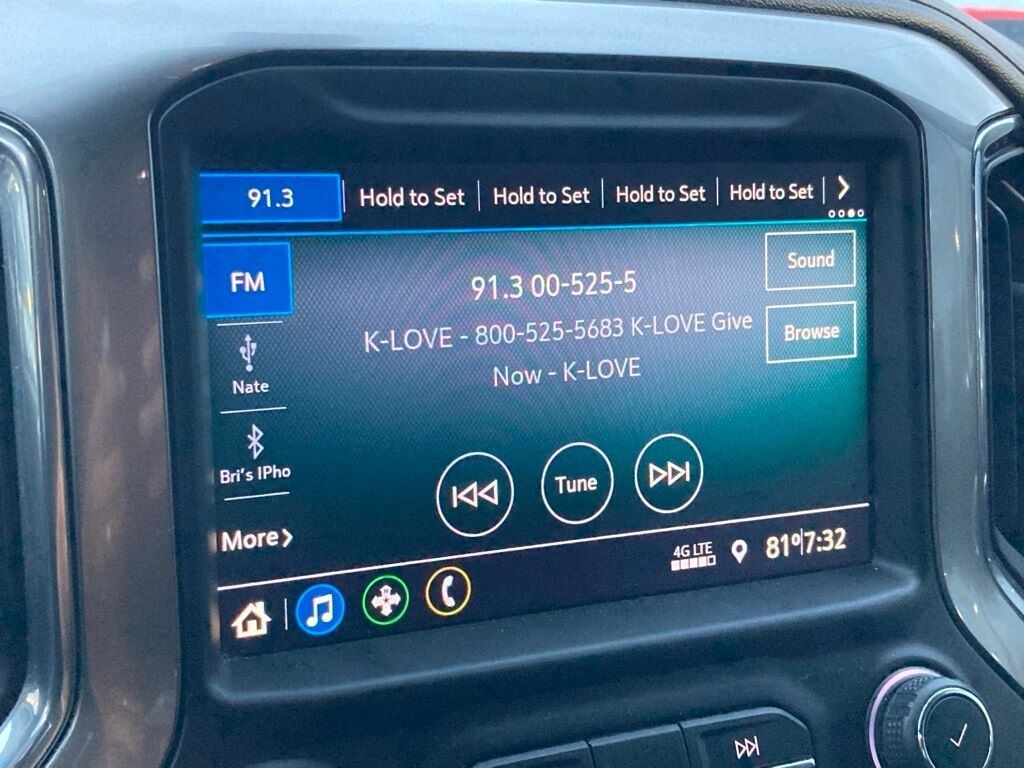 91.3 Hold to Set Hold to Set Hold to Set Hold to Set
FM
91.3 00-525-5
Sound
K-LOVE - 800-525-5683 K-LOVE Give
Now - K-LOVE
Browse
Nate
Bri's IPho
Tune
More
4G LTE
81° 7:32